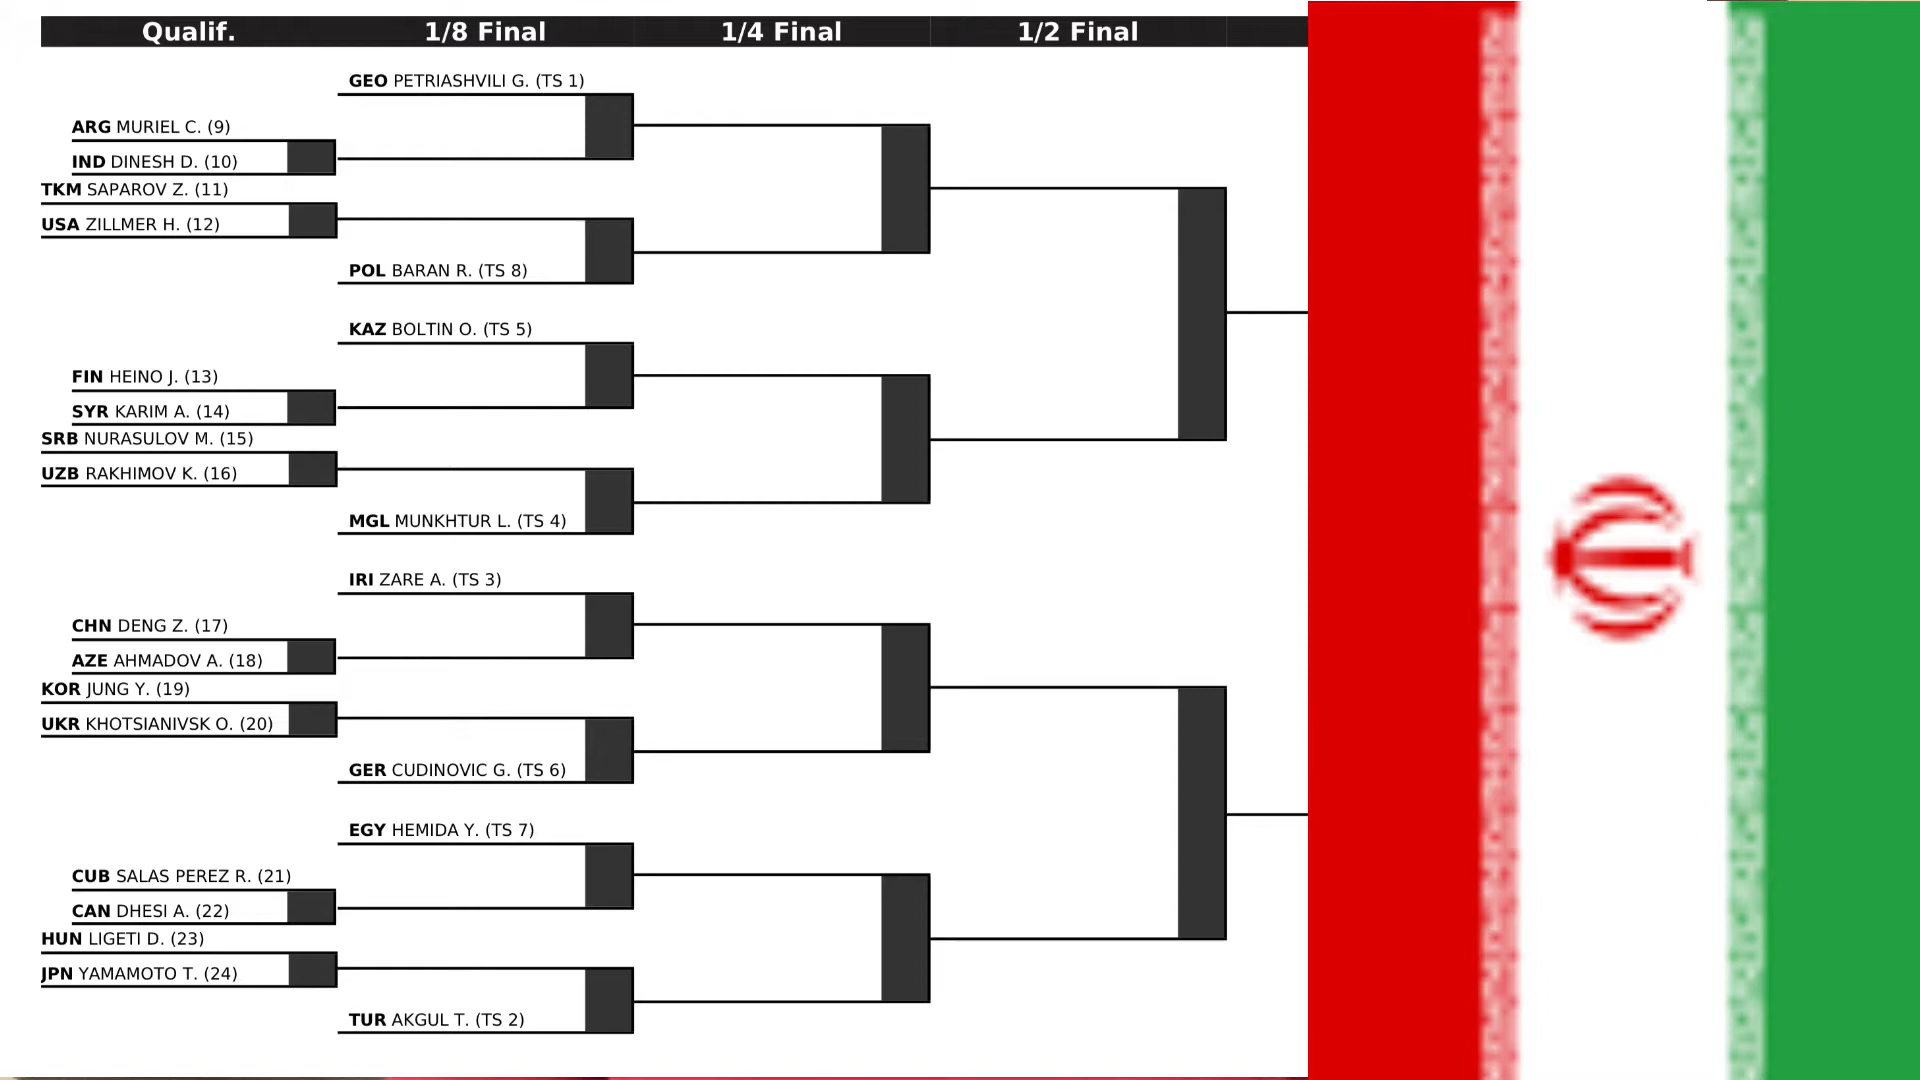 Qualif. 1/8 Final 1/4 Final 1/2 Final
GEO PETRIASHVILI G. (TS 1)
ARG MURIEL C. (9)
IND DINESH D. (10)
TKM SAPAROV Z. (11)
USA ZILLMER H. (12)
POL BARAN R. (TS 8)
KAZ BOLTIN O. (TS 5)
FIN HEINO J. (13)
SYR KARIM A. (14)
SRB NURASULOV M. (15)
UZB RAKHIMOV K. (16)
MGL MUNKHTUR L. (TS 4)
IRI ZARE A. (TS 3)
CHN DENG Z. (17)
AZE AHMADOV A. (18)
KOR JUNG Y. (19)
UKR KHOTSIANIVSK O. (20)
GER CUDINOVIC G. (TS 6)
EGY HEMIDA Y. (TS 7)
CUB SALAS PEREZ R. (21)
CAN DHESI A. (22)
HUN LIGETI D. (23)
JPN YAMAMOTO T. (24)
TUR AKGUL T. (TS 2)